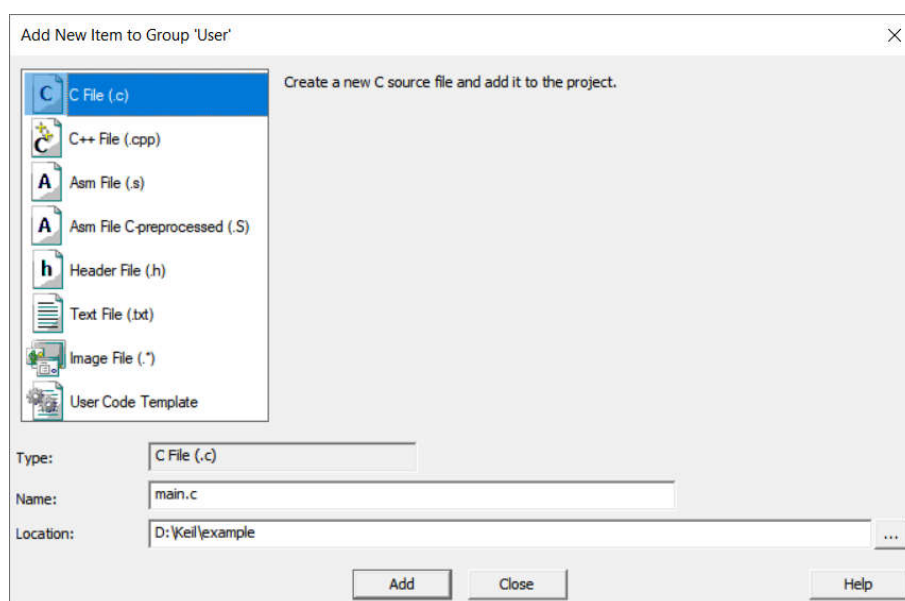 Add New Item to Group 'User'
C File (.c)
Create a new C source file and add it to the project.
C++ File (.cpp)
Asm File (.s)
Asm File C-preprocessed (.S)
Header File (.h)
Text File (.txt)
Image File (.*)
User Code Template
Type: C File (.c)
Name: main.c
Location: D:\Keil\example ...
Add Close Help